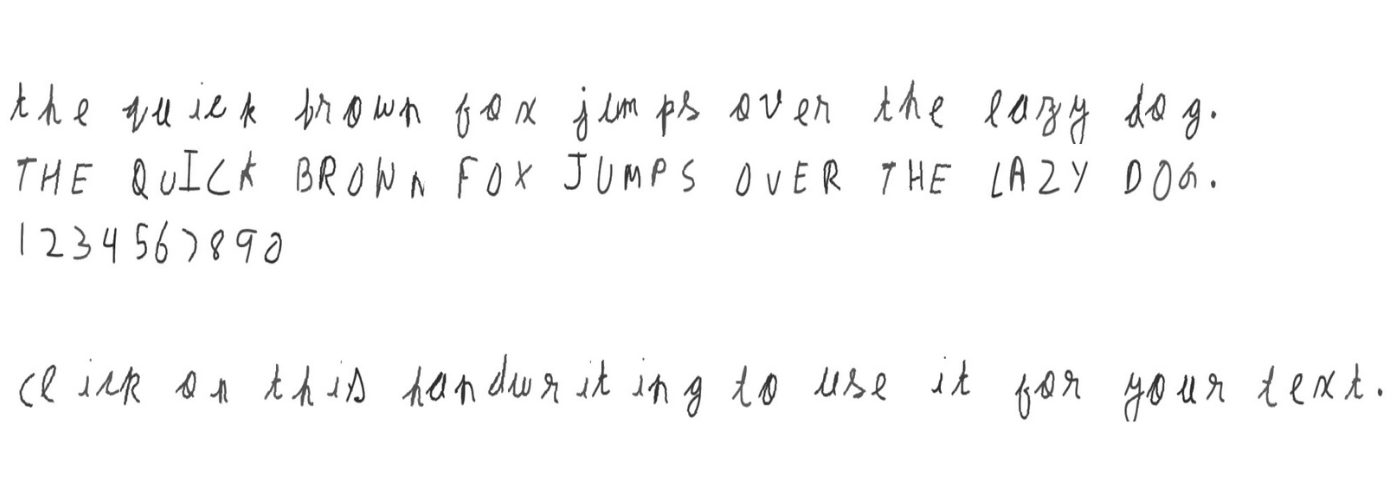 the quick brown fox jumps over the lazy dog.
THE QUICK BROWN FOX JUMPS OVER THE LAZY DOG.
1234567890
Click on this handwriting to use it for your text.